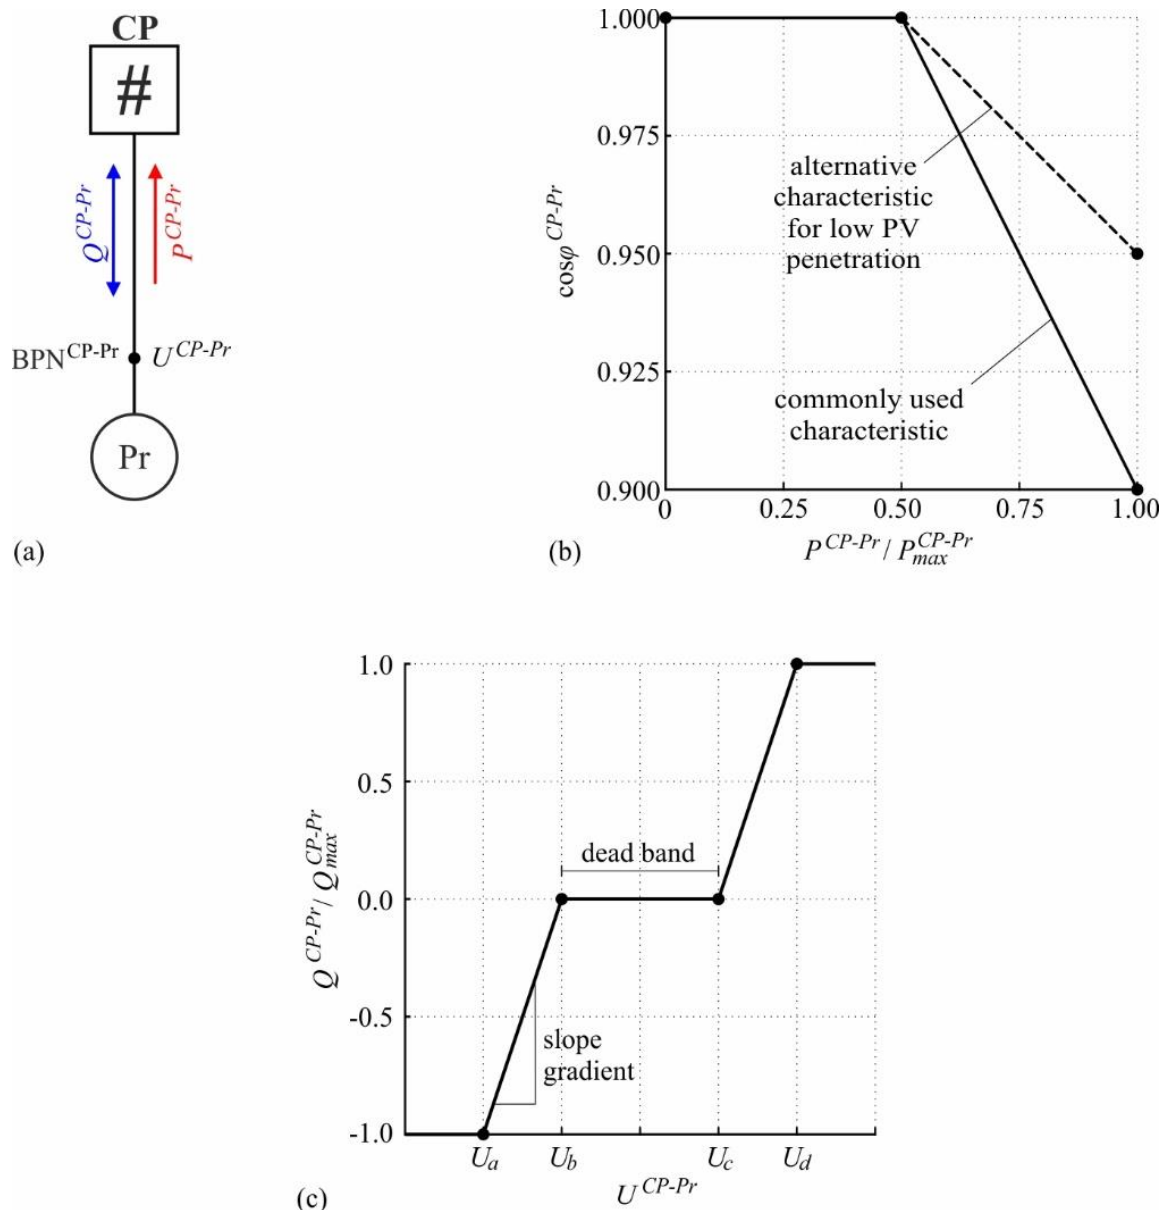 CP
#
Q^CP-Pr
P^CP-Pr
BPN^CP-Pr
U^CP-Pr
Pr
(a)
1.000
0.975
0.950
0.925
0.900
cosφ^CP-Pr
alternative
characteristic
for low PV
penetration
commonly used
characteristic
0 0.25 0.50 0.75 1.00
P^CP-Pr / P_max^CP-Pr
(b)
1.0
0.5
0.0
-0.5
-1.0
Q^CP-Pr / Q_max^CP-Pr
dead band
slope
gradient
U_a U_b U_c U_d
U^CP-Pr
(c)